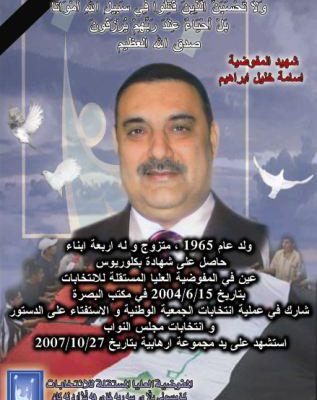 ولا تحسبن الذين قتلوا في سبيل الله امواتا
بل أحياء عند ربهم يرزقون
صدق الله العظيم
شهيد المفوضية
اسامة خليل ابراهيم
ولد عام 1965 ، متزوج و له اربعة ابناء
حاصل على شهادة بكلوريوس
عين في المفوضية العليا المستقلة للانتخابات
بتاريخ 2004/6/15 في مكتب البصرة
شارك في عملية انتخابات الجمعية الوطنية و الاستفتاء على الدستور
و انتخابات مجلس النواب
استشهد على يد مجموعة ارهابية بتاريخ 2007/10/27
المفوضية العليا المستقلة للانتخابات